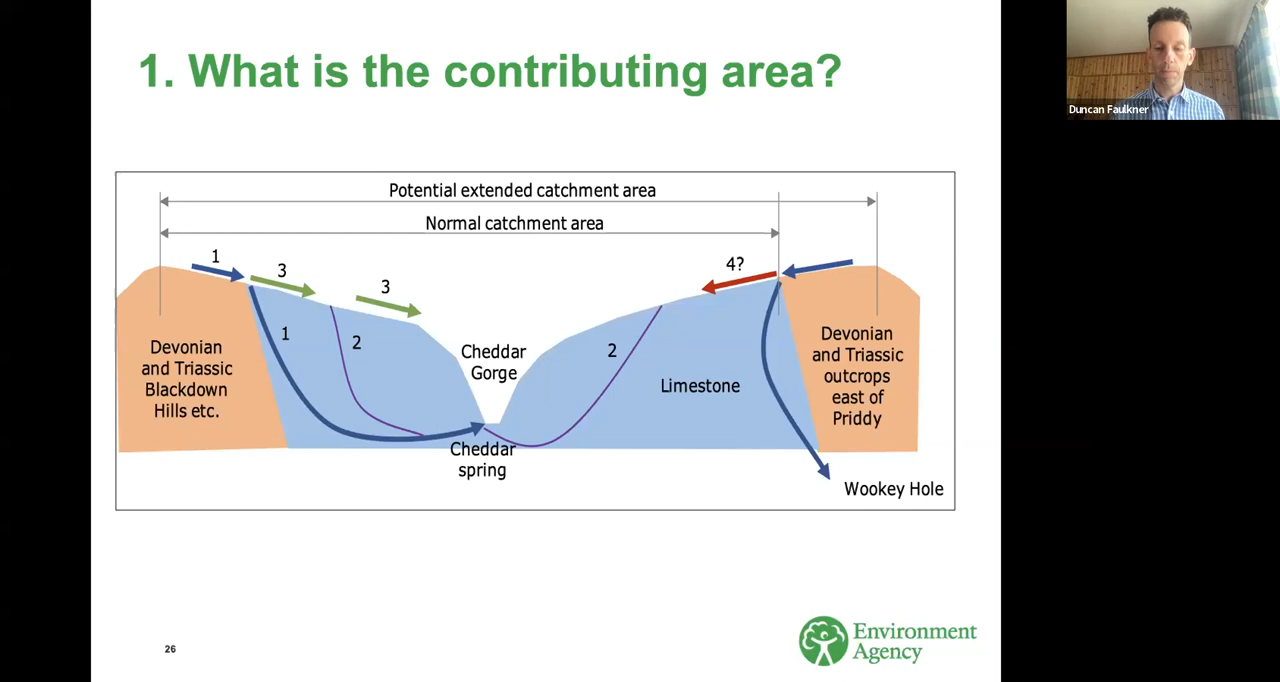 1. What is the contributing area?
Duncan Faulkner
Potential extended catchment area
Normal catchment area
1
3
3
4?
1
2
2
Devonian
and Triassic
Blackdown
Hills etc.
Cheddar
Gorge
Limestone
Devonian
and Triassic
outcrops
east of
Priddy
Cheddar
spring
Wookey Hole
26
Environment
Agency